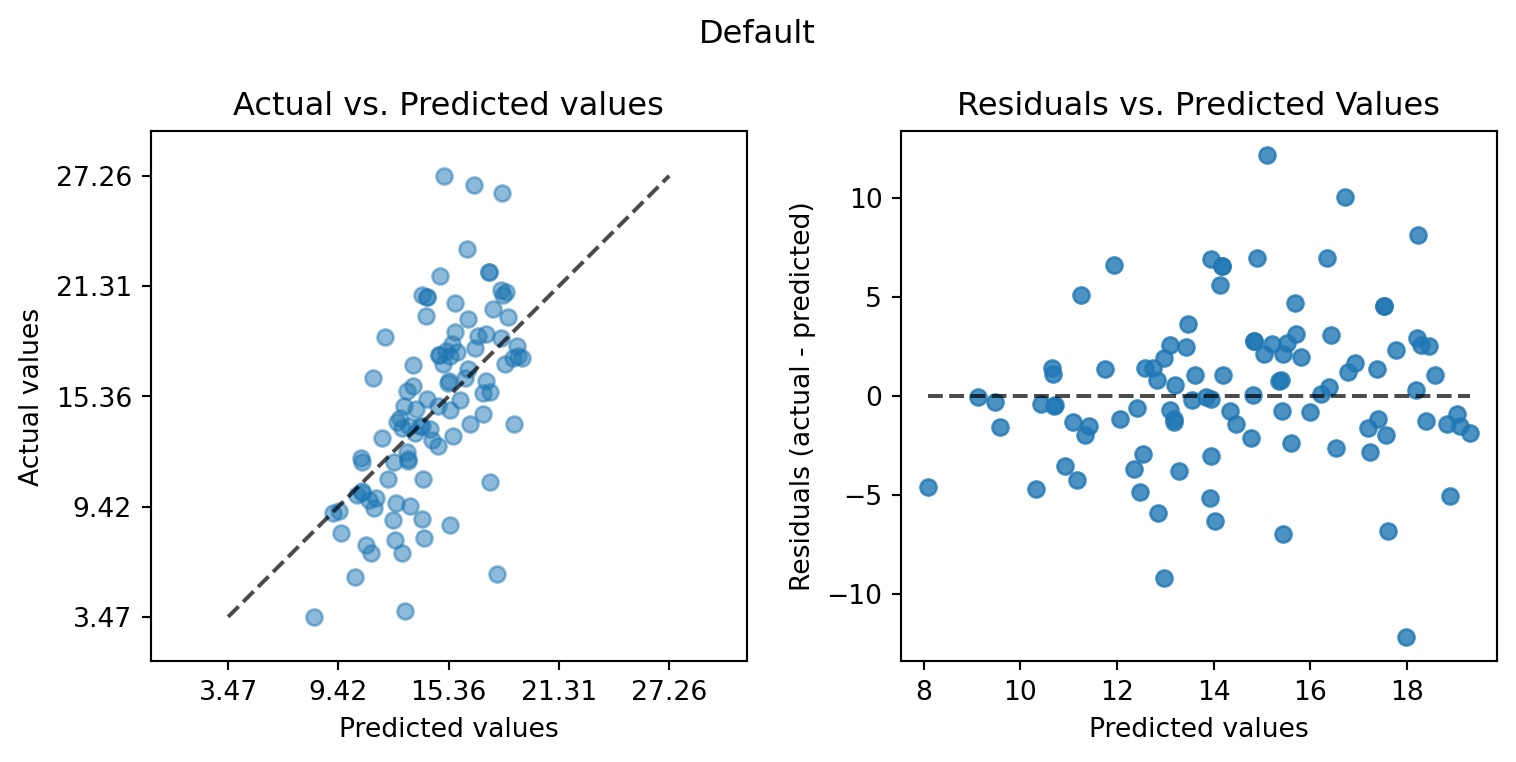 Default
Actual vs. Predicted values
Actual values
27.26
21.31
15.36
9.42
3.47
3.47 9.42 15.36 21.31 27.26
Predicted values
Residuals vs. Predicted Values
Residuals (actual - predicted)
10
5
0
−5
−10
8 10 12 14 16 18
Predicted values